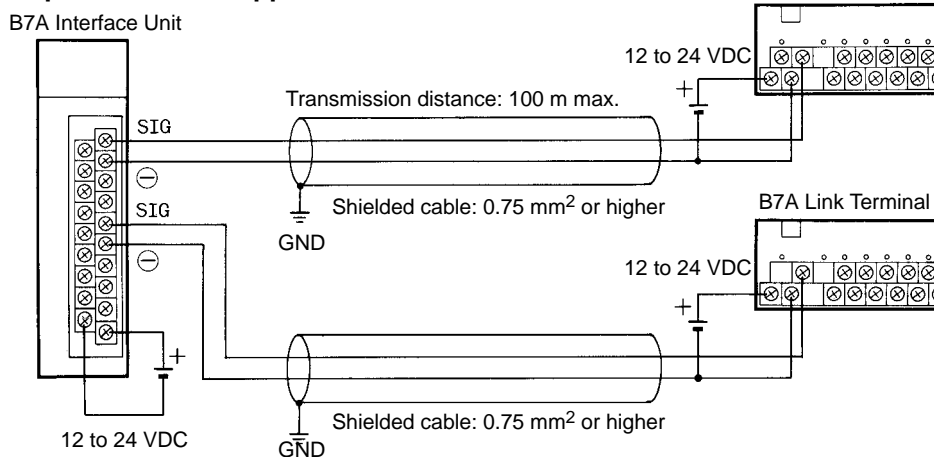 B7A Interface Unit
12 to 24 VDC
+
Transmission distance: 100 m max.
SIG
−
Shielded cable: 0.75 mm² or higher
GND
SIG
−
B7A Link Terminal
12 to 24 VDC
+
+
12 to 24 VDC
Shielded cable: 0.75 mm² or higher
GND